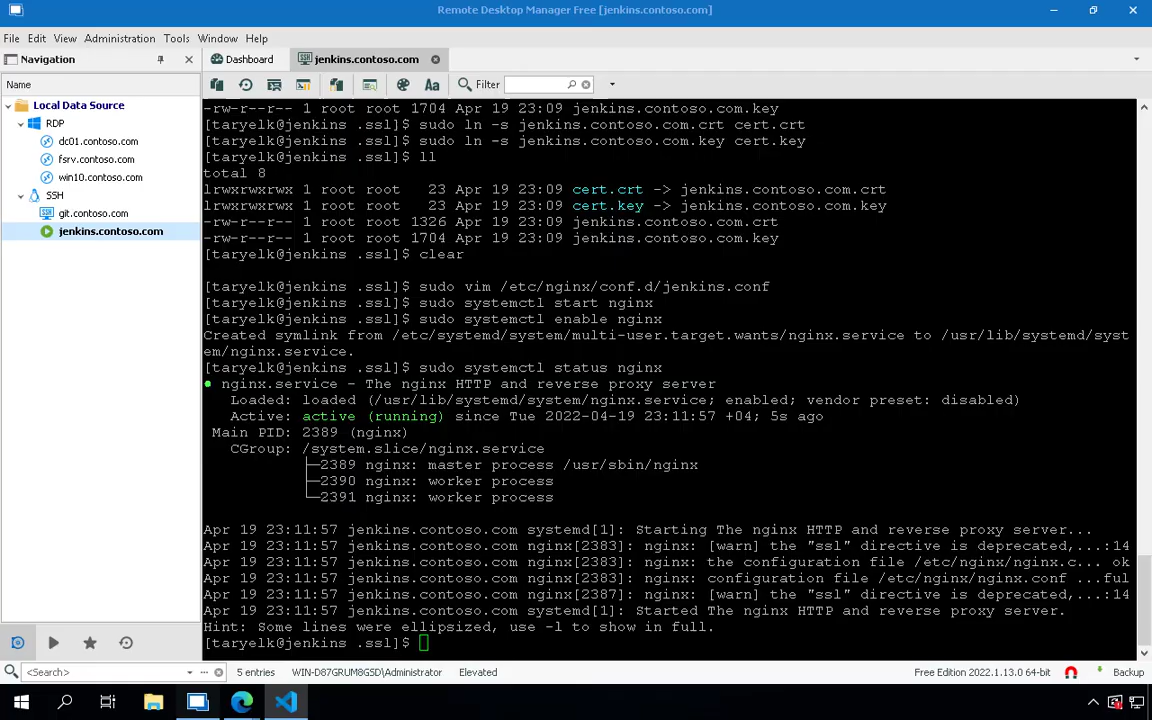 Remote Desktop Manager Free [jenkins.contoso.com]
File Edit View Administration Tools Window Help
Navigation
Dashboard
jenkins.contoso.com
Name
Filter
Local Data Source
RDP
dc01.contoso.com
fsrv.contoso.com
win10.contoso.com
SSH
git.contoso.com
jenkins.contoso.com
-rw-r--r-- 1 root root 1704 Apr 19 23:09 jenkins.contoso.com.key
[taryelk@jenkins .ssl]$ sudo ln -s jenkins.contoso.com.crt cert.crt
[taryelk@jenkins .ssl]$ sudo ln -s jenkins.contoso.com.key cert.key
[taryelk@jenkins .ssl]$ ll
total 8
lrwxrwxrwx 1 root root   23 Apr 19 23:09 cert.crt -> jenkins.contoso.com.crt
lrwxrwxrwx 1 root root   23 Apr 19 23:09 cert.key -> jenkins.contoso.com.key
-rw-r--r-- 1 root root 1326 Apr 19 23:09 jenkins.contoso.com.crt
-rw-r--r-- 1 root root 1704 Apr 19 23:09 jenkins.contoso.com.key
[taryelk@jenkins .ssl]$ clear
[taryelk@jenkins .ssl]$ sudo vim /etc/nginx/conf.d/jenkins.conf
[taryelk@jenkins .ssl]$ sudo systemctl start nginx
[taryelk@jenkins .ssl]$ sudo systemctl enable nginx
Created symlink from /etc/systemd/system/multi-user.target.wants/nginx.service to /usr/lib/systemd/syst
em/nginx.service.
[taryelk@jenkins .ssl]$ sudo systemctl status nginx
● nginx.service - The nginx HTTP and reverse proxy server
Loaded: loaded (/usr/lib/systemd/system/nginx.service; enabled; vendor preset: disabled)
Active: active (running) since Tue 2022-04-19 23:11:57 +04; 5s ago
Main PID: 2389 (nginx)
CGroup: /system.slice/nginx.service
├─2389 nginx: master process /usr/sbin/nginx
├─2390 nginx: worker process
└─2391 nginx: worker process
Apr 19 23:11:57 jenkins.contoso.com systemd[1]: Starting The nginx HTTP and reverse proxy server...
Apr 19 23:11:57 jenkins.contoso.com nginx[2383]: nginx: [warn] the "ssl" directive is deprecated,...:14
Apr 19 23:11:57 jenkins.contoso.com nginx[2383]: nginx: the configuration file /etc/nginx/nginx.c... ok
Apr 19 23:11:57 jenkins.contoso.com nginx[2383]: nginx: configuration file /etc/nginx/nginx.conf ...ful
Apr 19 23:11:57 jenkins.contoso.com nginx[2387]: nginx: [warn] the "ssl" directive is deprecated,...:14
Apr 19 23:11:57 jenkins.contoso.com systemd[1]: Started The nginx HTTP and reverse proxy server.
Hint: Some lines were ellipsized, use -l to show in full.
[taryelk@jenkins .ssl]$
<Search>
5 entries
WIN-D87GRUM8G5D\Administrator
Elevated
Free Edition 2022.1.13.0 64-bit
Backup